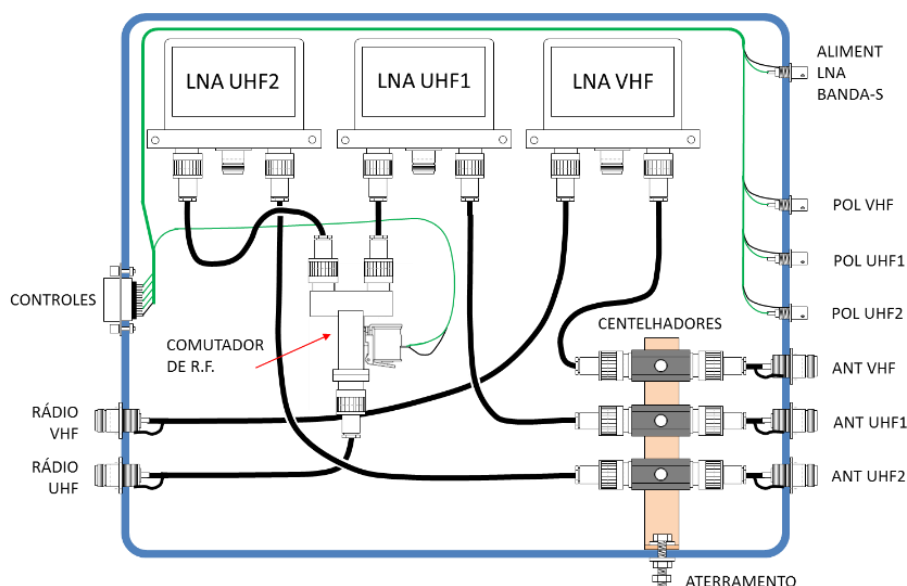 LNA UHF2
LNA UHF1
LNA VHF
ALIMENT
LNA
BANDA-S
POL VHF
POL UHF1
POL UHF2
CONTROLES
COMUTADOR
DE R.F.
CENTELHADORES
ANT VHF
ANT UHF1
ANT UHF2
RÁDIO
VHF
RÁDIO
UHF
ATERRAMENTO